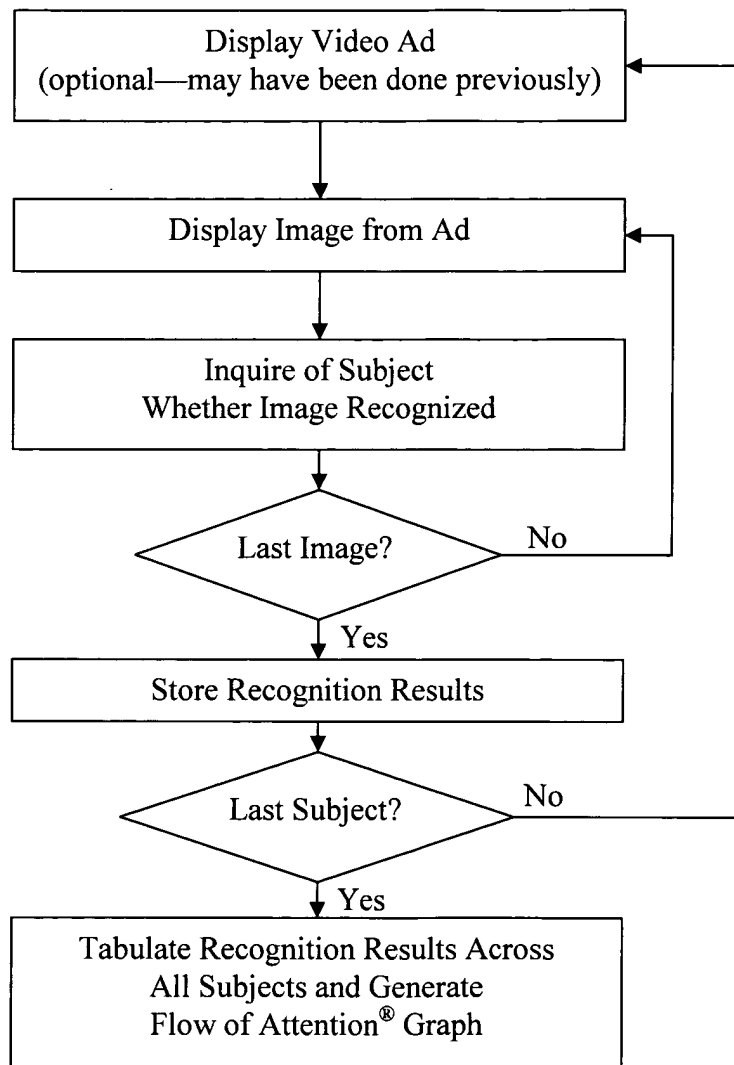 Display Video Ad
(optional—may have been done previously)
Display Image from Ad
Inquire of Subject
Whether Image Recognized
Last Image?
No
Yes
Store Recognition Results
Last Subject?
No
Yes
Tabulate Recognition Results Across
All Subjects and Generate
Flow of Attention® Graph